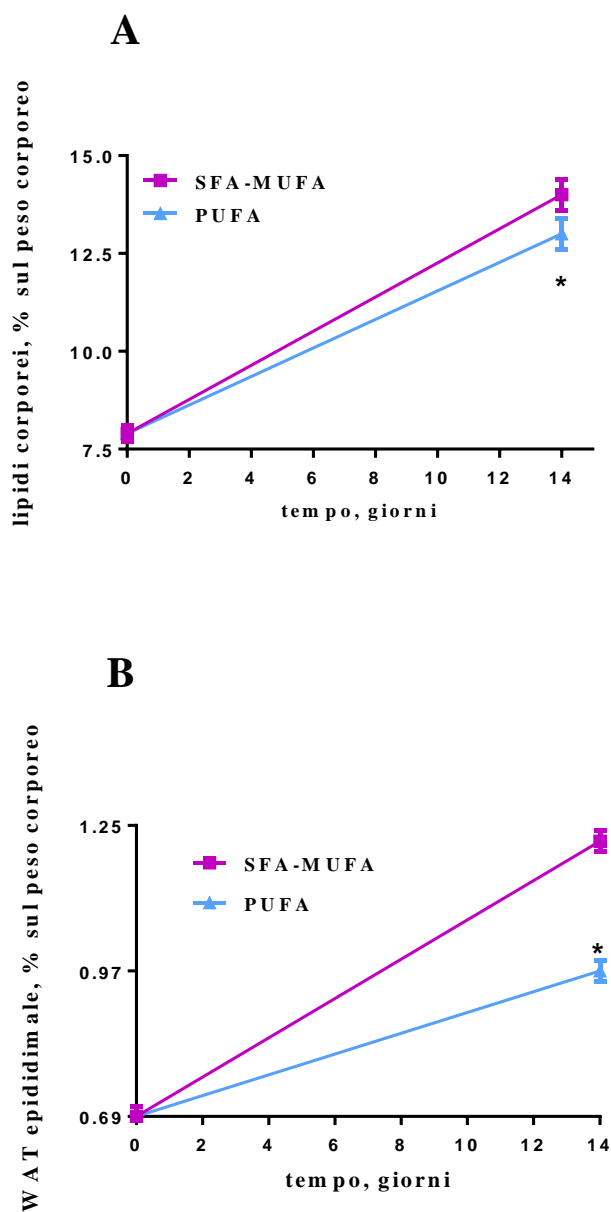 A
lipidi corporei, % sul peso corporeo
15.0
12.5
10.0
7.5
SFA-MUFA
PUFA
*
0 2 4 6 8 10 12 14
tempo, giorni
B
WAT epididimale, % sul peso corporeo
1.25
0.97
0.69
SFA-MUFA
PUFA
*
0 2 4 6 8 10 12 14
tempo, giorni